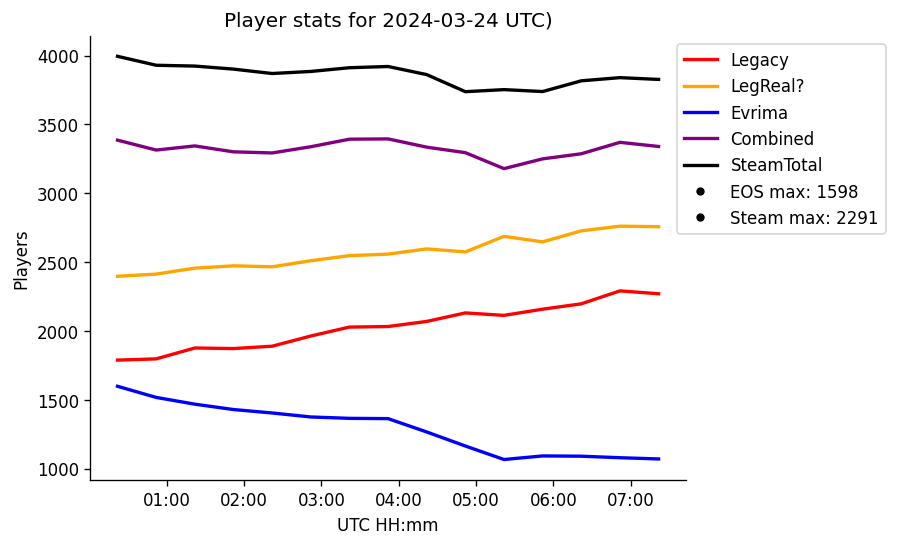 Player stats for 2024-03-24 UTC)
4000
3500
3000
2500
2000
1500
1000
Players
01:00 02:00 03:00 04:00 05:00 06:00 07:00
UTC HH:mm
Legacy
LegReal?
Evrima
Combined
SteamTotal
EOS max: 1598
Steam max: 2291